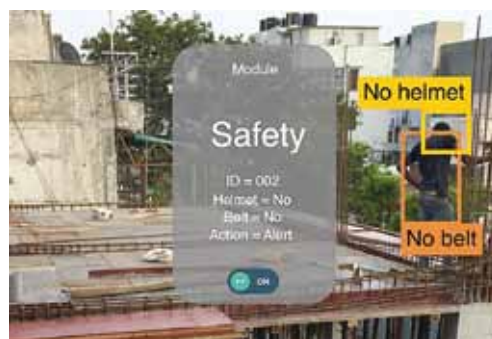 Module
Safety
ID = 002
Helmet = No
Belt = No
Action = Alert
ON
No helmet
No belt